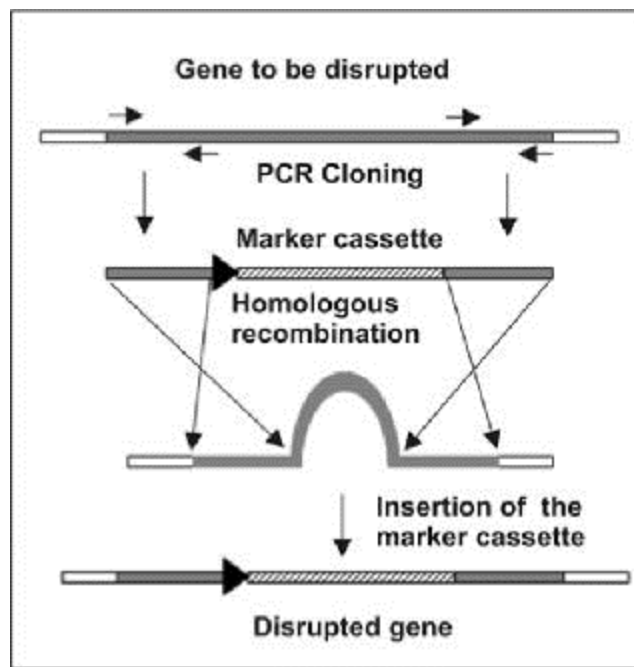 Gene to be disrupted
PCR Cloning
Marker cassette
Homologous
recombination
Insertion of the
marker cassette
Disrupted gene